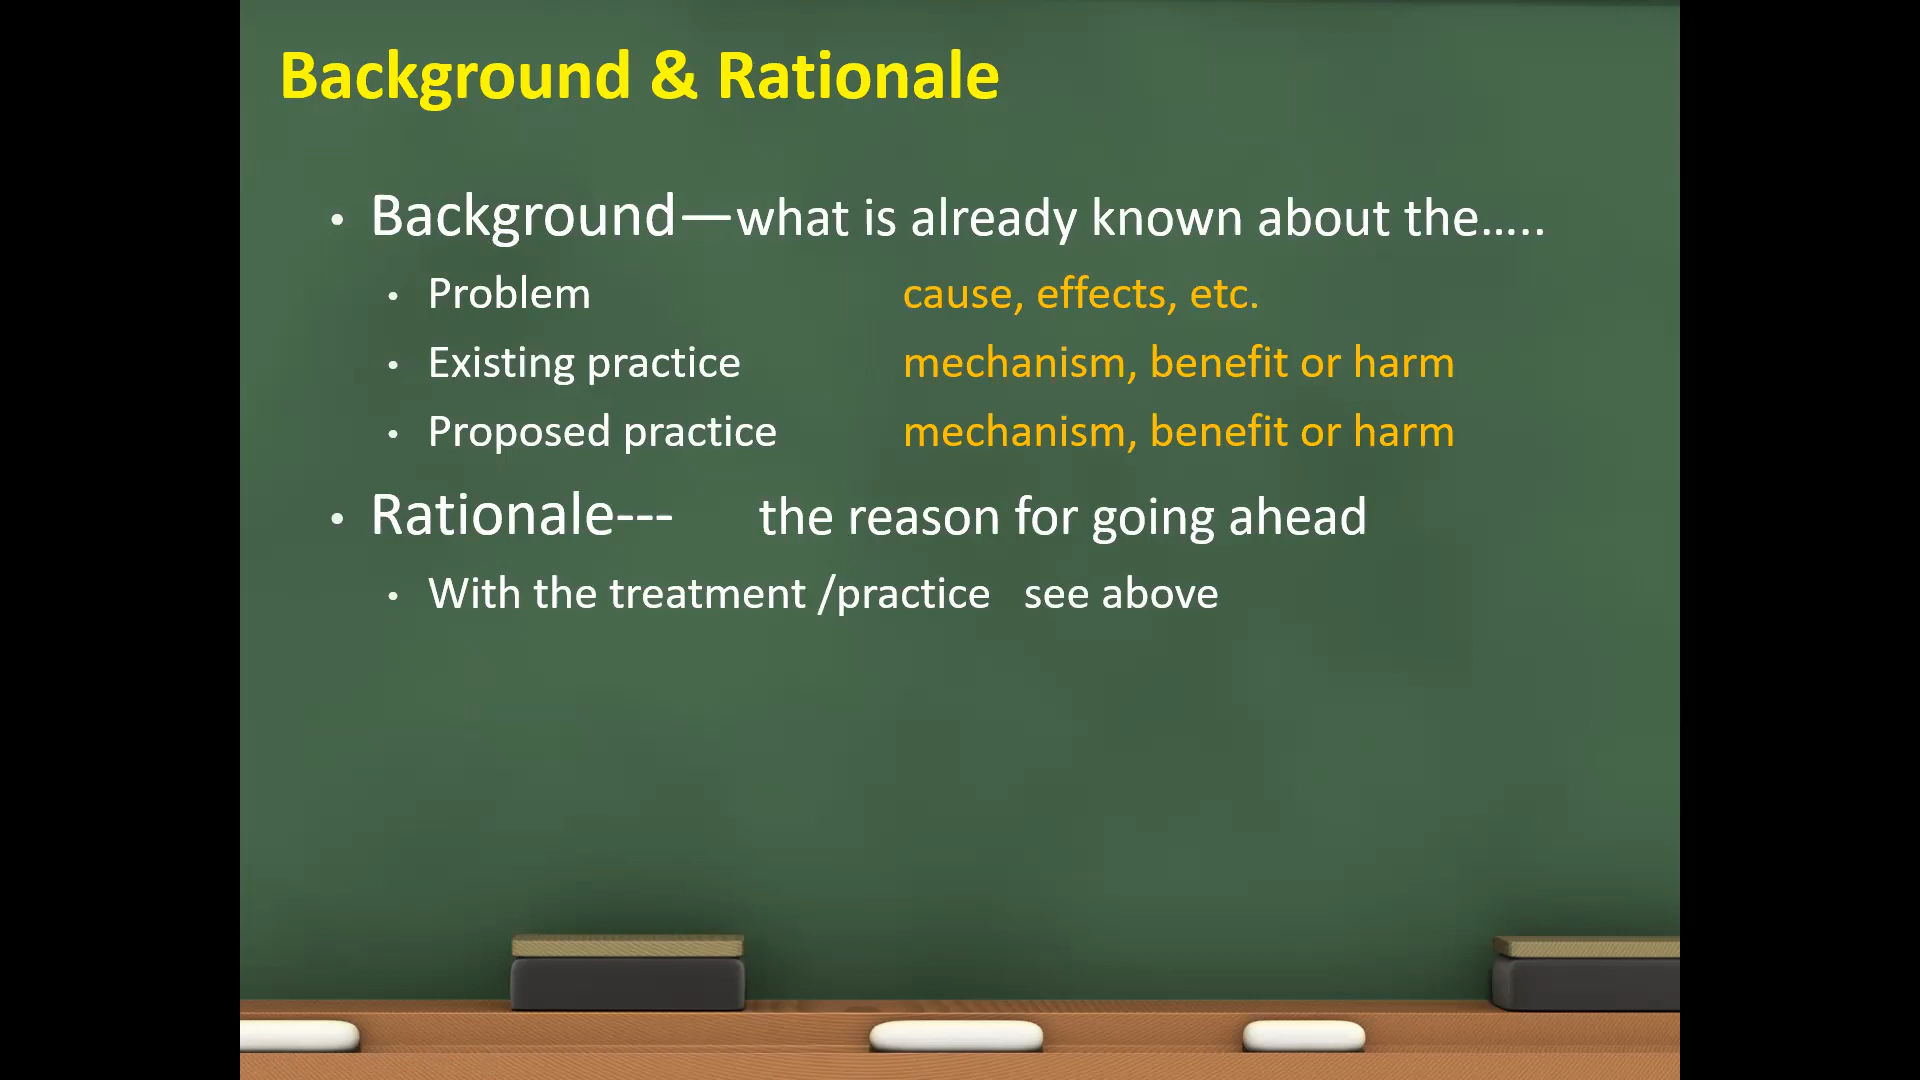 Background & Rationale
• Background—what is already known about the…..
• Problem cause, effects, etc.
• Existing practice mechanism, benefit or harm
• Proposed practice mechanism, benefit or harm
• Rationale--- the reason for going ahead
• With the treatment /practice see above